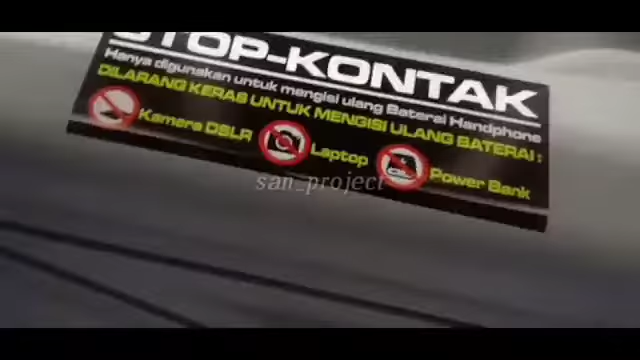 STOP-KONTAK
Hanya digunakan untuk mengisi ulang Baterai Handphone
DILARANG KERAS UNTUK MENGISI ULANG BATERAI :
Kamera DSLR Laptop Power Bank
san_project